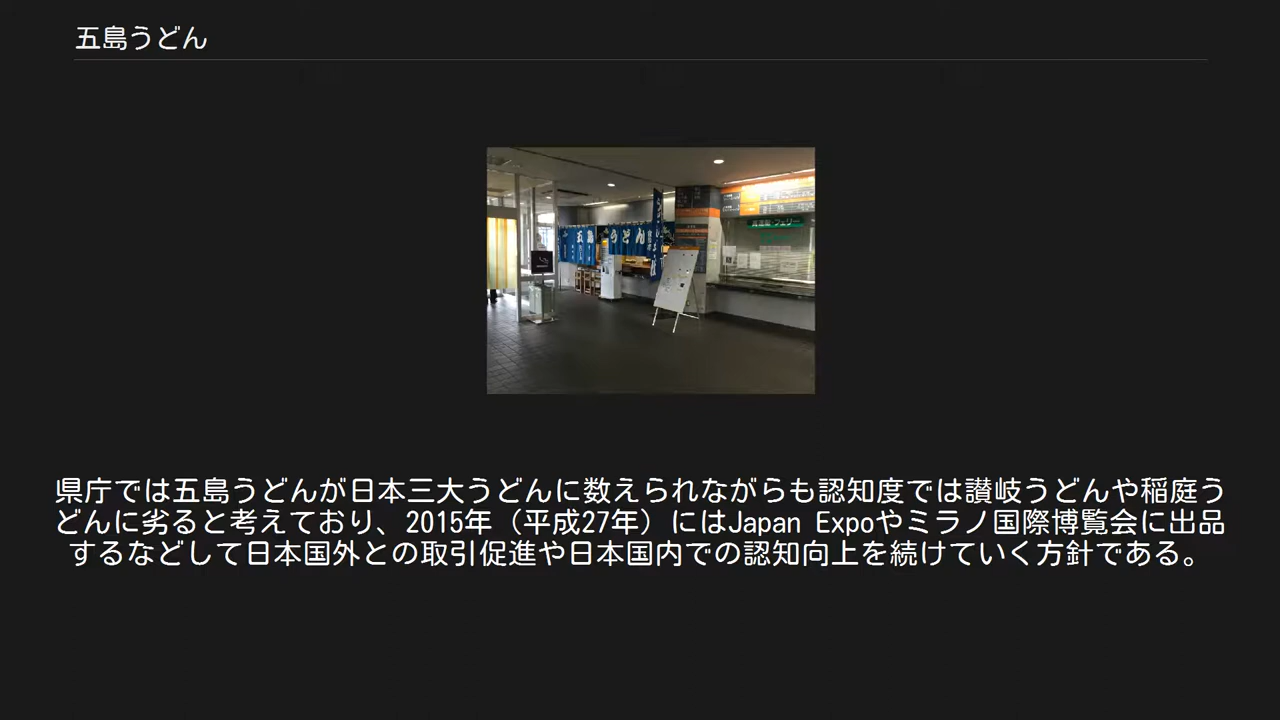 五島うどん
五島
うどん
県庁では五島うどんが日本三大うどんに数えられながらも認知度では讃岐うどんや稲庭う
どんに劣ると考えており、2015年（平成27年）にはJapan Expoやミラノ国際博覧会に出品
するなどして日本国外との取引促進や日本国内での認知向上を続けていく方針である。